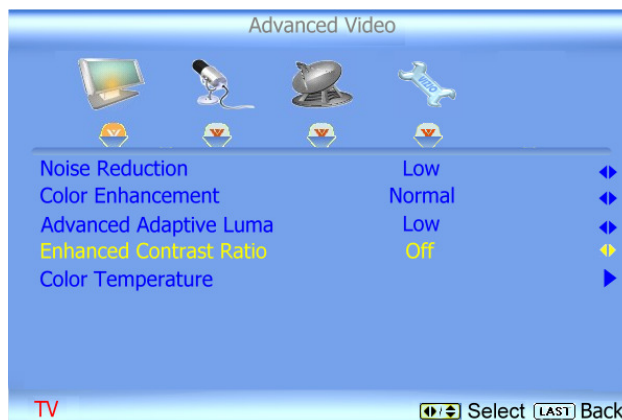 Advanced Video
VIZIO
V V V V
Noise Reduction Low
Color Enhancement Normal
Advanced Adaptive Luma Low
Enhanced Contrast Ratio Off
Color Temperature
TV Select LAST Back